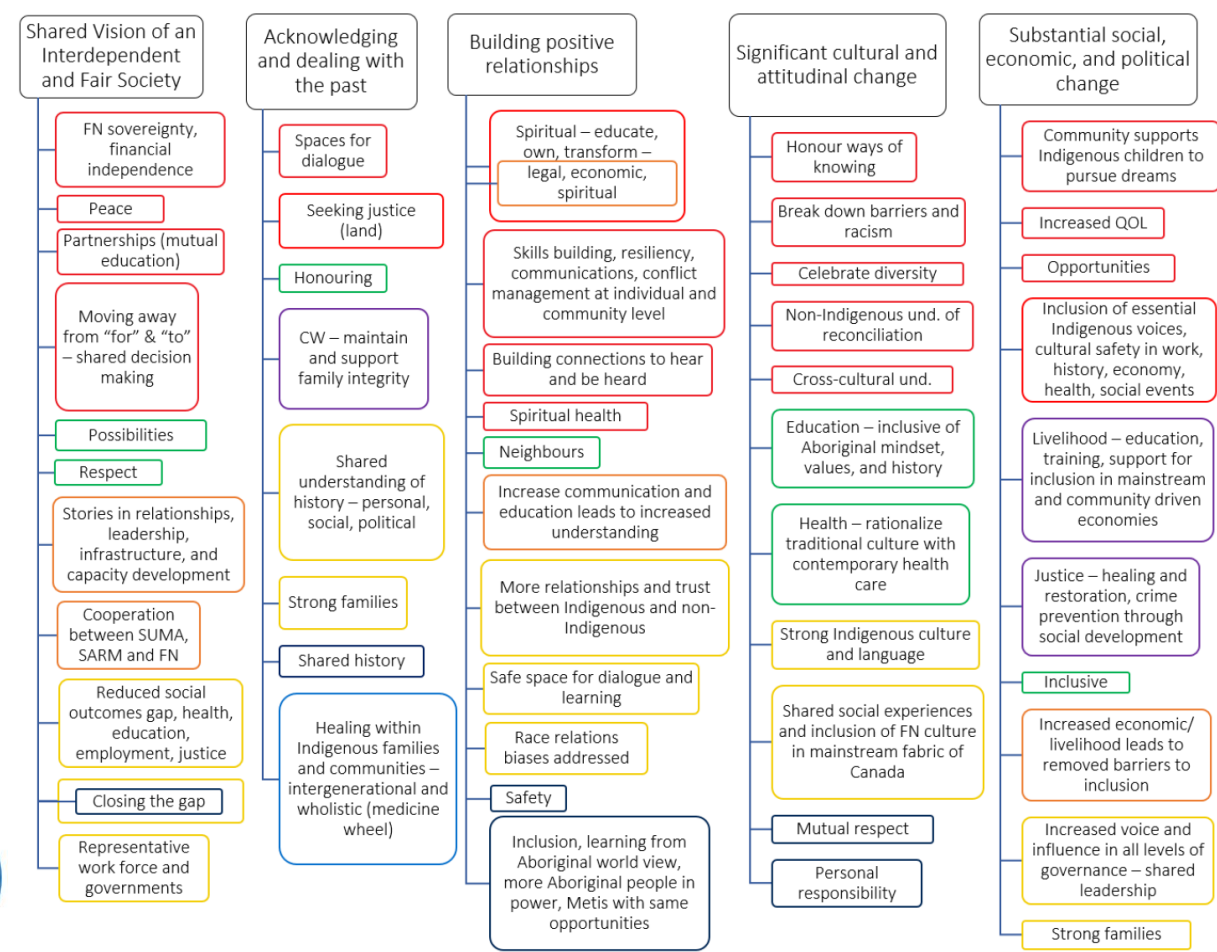 Shared Vision of an
Interdependent
and Fair Society
FN sovereignty,
financial
independence
Peace
Partnerships (mutual
education)
Moving away
from “for” & “to”
– shared decision
making
Possibilities
Respect
Stories in relationships,
leadership,
infrastructure, and
capacity development
Cooperation
between SUMA,
SARM and FN
Reduced social
outcomes gap, health,
education,
employment, justice
Closing the gap
Representative
work force and
governments
Acknowledging
and dealing with
the past
Spaces for
dialogue
Seeking justice
(land)
Honouring
CW – maintain
and support
family integrity
Shared
understanding of
history – personal,
social, political
Strong families
Shared history
Healing within
Indigenous families
and communities –
intergenerational and
wholistic (medicine
wheel)
Building positive
relationships
Spiritual – educate,
own, transform –
legal, economic,
spiritual
Skills building, resiliency,
communications, conflict
management at individual and
community level
Building connections to hear
and be heard
Spiritual health
Neighbours
Increase communication and
education leads to increased
understanding
More relationships and trust
between Indigenous and non-
Indigenous
Safe space for dialogue and
learning
Race relations
biases addressed
Safety
Inclusion, learning from
Aboriginal world view,
more Aboriginal people in
power, Metis with same
opportunities
Significant cultural and
attitudinal change
Honour ways of
knowing
Break down barriers and
racism
Celebrate diversity
Non-Indigenous und. of
reconciliation
Cross-cultural und.
Education – inclusive of
Aboriginal mindset,
values, and history
Health – rationalize
traditional culture with
contemporary health
care
Strong Indigenous culture
and language
Shared social experiences
and inclusion of FN culture
in mainstream fabric of
Canada
Mutual respect
Personal
responsibility
Substantial social,
economic, and political
change
Community supports
Indigenous children to
pursue dreams
Increased QOL
Opportunities
Inclusion of essential
Indigenous voices,
cultural safety in work,
history, economy,
health, social events
Livelihood – education,
training, support for
inclusion in mainstream
and community driven
economies
Justice – healing and
restoration, crime
prevention through
social development
Inclusive
Increased economic/
livelihood leads to
removed barriers to
inclusion
Increased voice and
influence in all levels of
governance – shared
leadership
Strong families